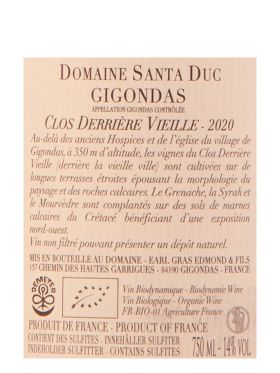 DOMAINE SANTA DUC
GIGONDAS
APPELLATION GIGONDAS CONTRÔLÉE
CLOS DERRIÈRE VIEILLE - 2020
Au-delà des anciens Hospices et de l'église du village de
Gigondas, à 350 m d'altitude, les vignes du Clos Derrière
Vieille (derrière la vieille ville) sont cultivées sur de
longues terrasses étroites épousant la morphologie du
paysage et des roches calcaires. Le Grenache, la Syrah et
le Mourvèdre sont complantés sur des sols de marnes
calcaires du Crétacé bénéficiant d'une exposition
nord-ouest.
Vin non filtré pouvant présenter un dépôt naturel.
MIS EN BOUTEILLE AU DOMAINE - EARL GRAS EDMOND & FILS
157 CHEMIN DES HAUTES GARRIGUES - 84190 GIGONDAS - FRANCE
DEMETER
Vin Biodynamique - Biodynamic Wine
Vin Biologique - Organic Wine
FR-BIO-01 Agriculture France
PRODUIT DE FRANCE - PRODUCT OF FRANCE
CONTIENT DES SULFITES - INNEHÅLLER SULFITER
INDEHOLDER SULFITER - CONTAINS SULFITES
750 ML - 14% VOL